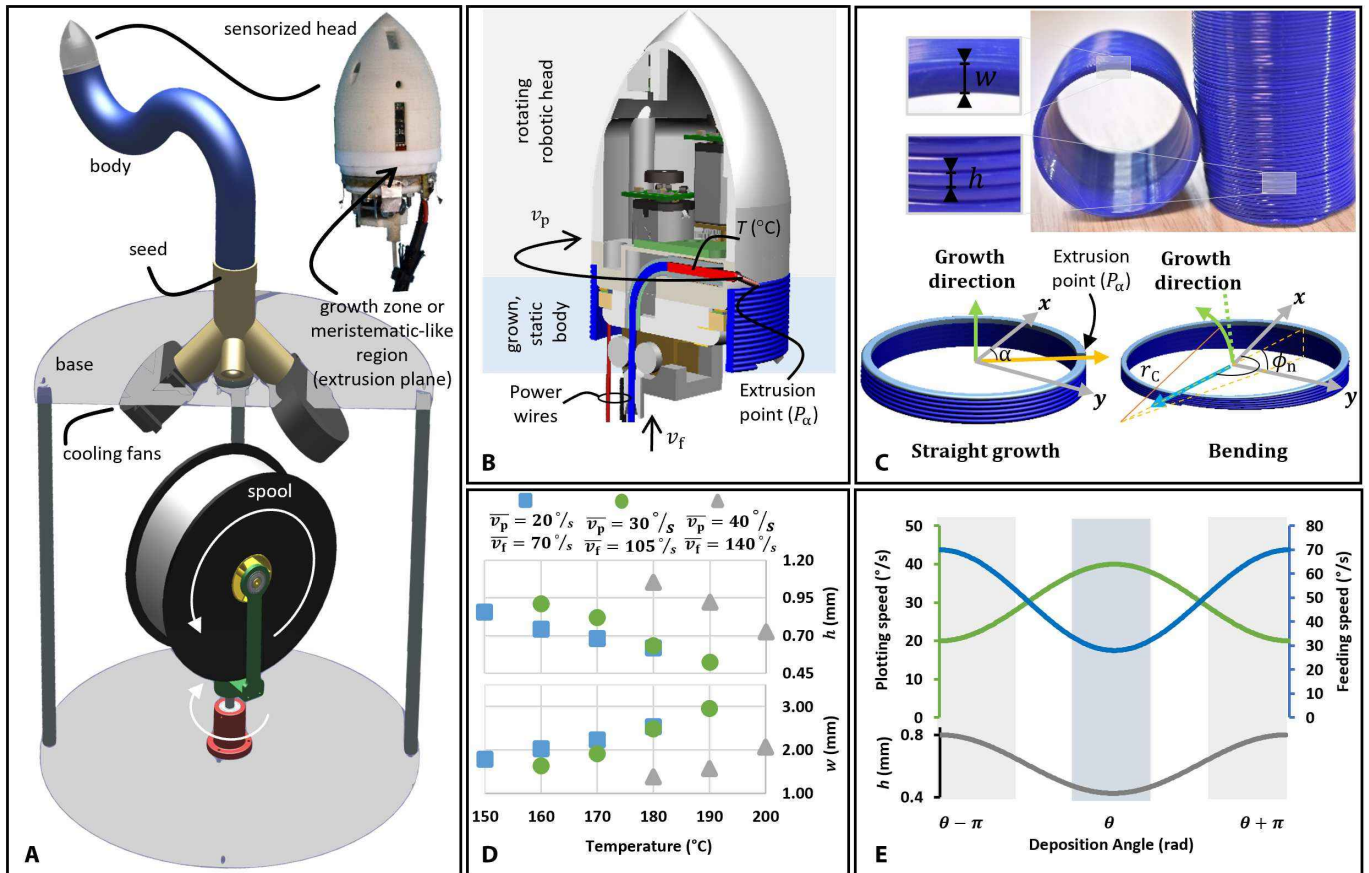 A
sensorized head
body
seed
growth zone or
meristematic-like
region
(extrusion plane)
base
cooling fans
spool
B
rotating
robotic head
v_p
T (°C)
grown,
static
body
Power
wires
Extrusion
point (P_α)
v_f
C
w
h
Growth
direction
Extrusion
point (P_α)
x
α
y
Straight growth
Growth
direction
x
r_C
ϕ_n
y
Bending
D
v̅_p = 20°/s v̅_p = 30°/s v̅_p = 40°/s
v̅_f = 70°/s v̅_f = 105°/s v̅_f = 140°/s
1.20
0.95
0.70
0.45
h (mm)
3.00
2.00
1.00
w (mm)
150 160 170 180 190 200
Temperature (°C)
E
50
40
30
20
10
0
Plotting speed (°/s)
80
70
60
50
40
30
20
10
0
Feeding speed (°/s)
0.8
0.4
h (mm)
θ − π θ θ + π
Deposition Angle (rad)